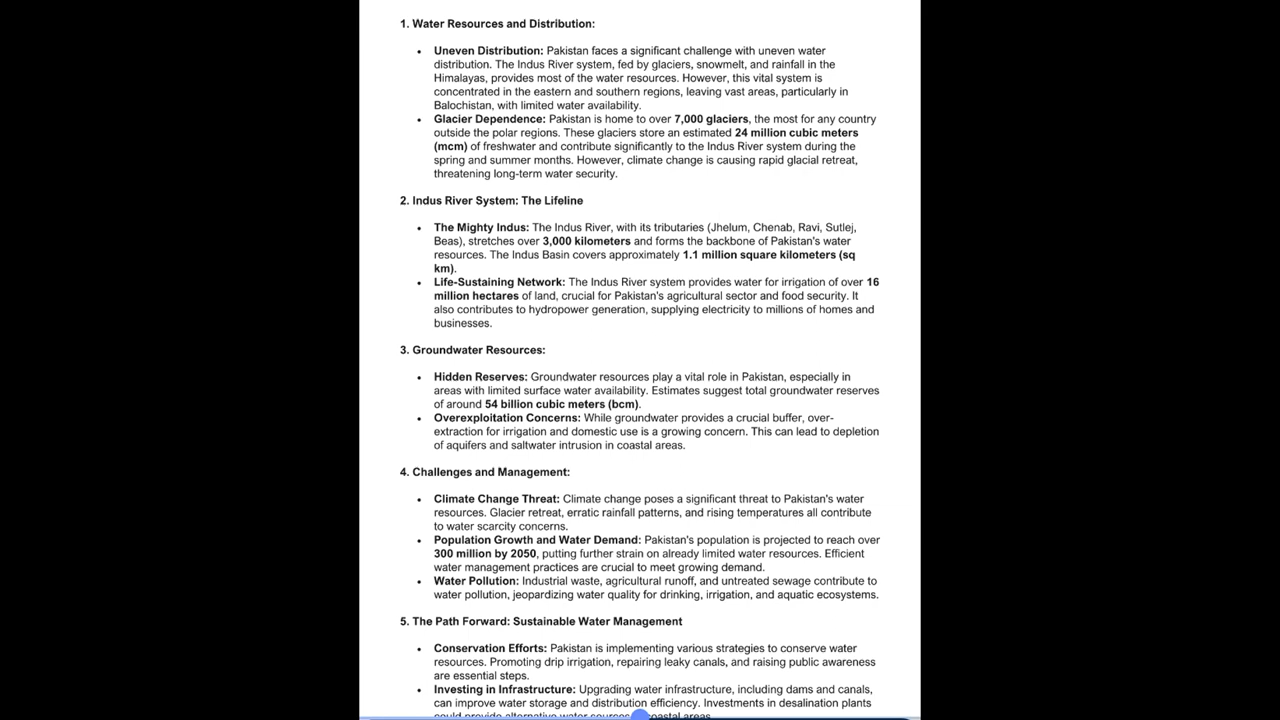 1. Water Resources and Distribution:
• Uneven Distribution: Pakistan faces a significant challenge with uneven water
distribution. The Indus River system, fed by glaciers, snowmelt, and rainfall in the
Himalayas, provides most of the water resources. However, this vital system is
concentrated in the eastern and southern regions, leaving vast areas, particularly in
Balochistan, with limited water availability.
• Glacier Dependence: Pakistan is home to over 7,000 glaciers, the most for any country
outside the polar regions. These glaciers store an estimated 24 million cubic meters
(mcm) of freshwater and contribute significantly to the Indus River system during the
spring and summer months. However, climate change is causing rapid glacial retreat,
threatening long-term water security.
2. Indus River System: The Lifeline
• The Mighty Indus: The Indus River, with its tributaries (Jhelum, Chenab, Ravi, Sutlej,
Beas), stretches over 3,000 kilometers and forms the backbone of Pakistan's water
resources. The Indus Basin covers approximately 1.1 million square kilometers (sq
km).
• Life-Sustaining Network: The Indus River system provides water for irrigation of over 16
million hectares of land, crucial for Pakistan's agricultural sector and food security. It
also contributes to hydropower generation, supplying electricity to millions of homes and
businesses.
3. Groundwater Resources:
• Hidden Reserves: Groundwater resources play a vital role in Pakistan, especially in
areas with limited surface water availability. Estimates suggest total groundwater reserves
of around 54 billion cubic meters (bcm).
• Overexploitation Concerns: While groundwater provides a crucial buffer, over-
extraction for irrigation and domestic use is a growing concern. This can lead to depletion
of aquifers and saltwater intrusion in coastal areas.
4. Challenges and Management:
• Climate Change Threat: Climate change poses a significant threat to Pakistan's water
resources. Glacier retreat, erratic rainfall patterns, and rising temperatures all contribute
to water scarcity concerns.
• Population Growth and Water Demand: Pakistan's population is projected to reach over
300 million by 2050, putting further strain on already limited water resources. Efficient
water management practices are crucial to meet growing demand.
• Water Pollution: Industrial waste, agricultural runoff, and untreated sewage contribute to
water pollution, jeopardizing water quality for drinking, irrigation, and aquatic ecosystems.
5. The Path Forward: Sustainable Water Management
• Conservation Efforts: Pakistan is implementing various strategies to conserve water
resources. Promoting drip irrigation, repairing leaky canals, and raising public awareness
are essential steps.
• Investing in Infrastructure: Upgrading water infrastructure, including dams and canals,
can improve water storage and distribution efficiency. Investments in desalination plants
could provide alternative water sources coastal areas.